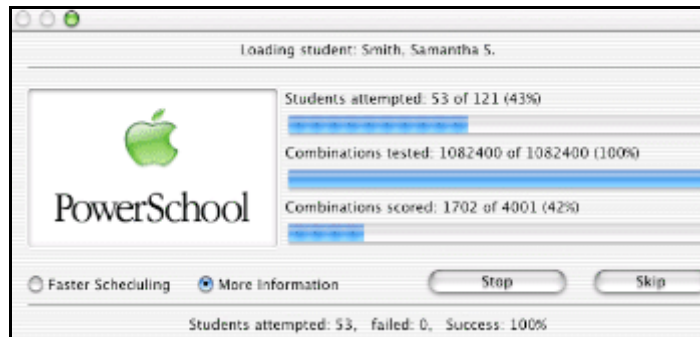 Loading student: Smith, Samantha S.
Students attempted: 53 of 121 (43%)
Combinations tested: 1082400 of 1082400 (100%)
PowerSchool
Combinations scored: 1702 of 4001 (42%)
Faster Scheduling More Information Stop Skip
Students attempted: 53, failed: 0, Success: 100%